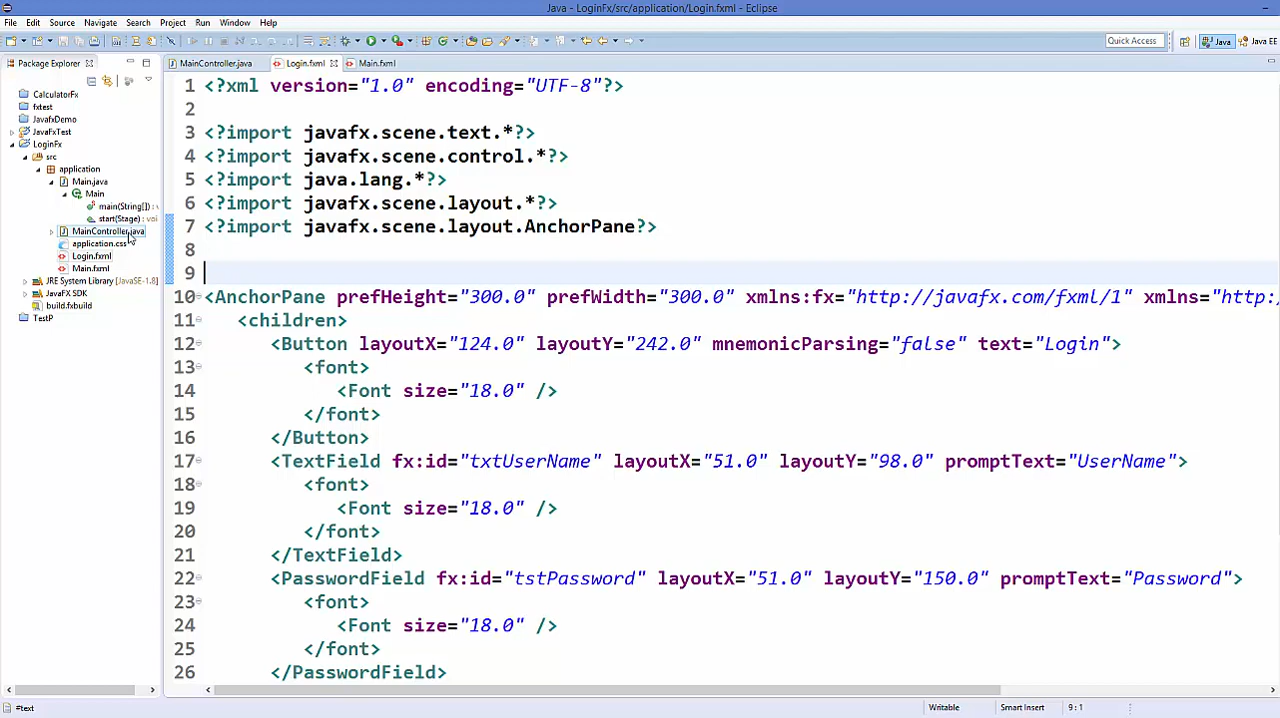 Java - LoginFx/src/application/Login.fxml - Eclipse
File Edit Source Navigate Search Project Run Window Help
Quick Access
Java
Java EE
Package Explorer
MainController.java
Login.fxml
Main.fxml
CalculatorFx
fxtest
JavafxDemo
JavaFxTest
LoginFx
src
application
Main.java
Main
main(String[]) : v
start(Stage) : voi
MainController.java
application.css
Login.fxml
Main.fxml
JRE System Library [JavaSE-1.8]
JavaFX SDK
build.fxbuild
TestP
1 <?xml version="1.0" encoding="UTF-8"?>
2
3 <?import javafx.scene.text.*?>
4 <?import javafx.scene.control.*?>
5 <?import java.lang.*?>
6 <?import javafx.scene.layout.*?>
7 <?import javafx.scene.layout.AnchorPane?>
8
9
10 <AnchorPane prefHeight="300.0" prefWidth="300.0" xmlns:fx="http://javafx.com/fxml/1" xmlns="http:/
11 <children>
12 <Button layoutX="124.0" layoutY="242.0" mnemonicParsing="false" text="Login">
13 <font>
14 <Font size="18.0" />
15 </font>
16 </Button>
17 <TextField fx:id="txtUserName" layoutX="51.0" layoutY="98.0" promptText="UserName">
18 <font>
19 <Font size="18.0" />
20 </font>
21 </TextField>
22 <PasswordField fx:id="tstPassword" layoutX="51.0" layoutY="150.0" promptText="Password">
23 <font>
24 <Font size="18.0" />
25 </font>
26 </PasswordField>
#text
Writable
Smart Insert
9 : 1